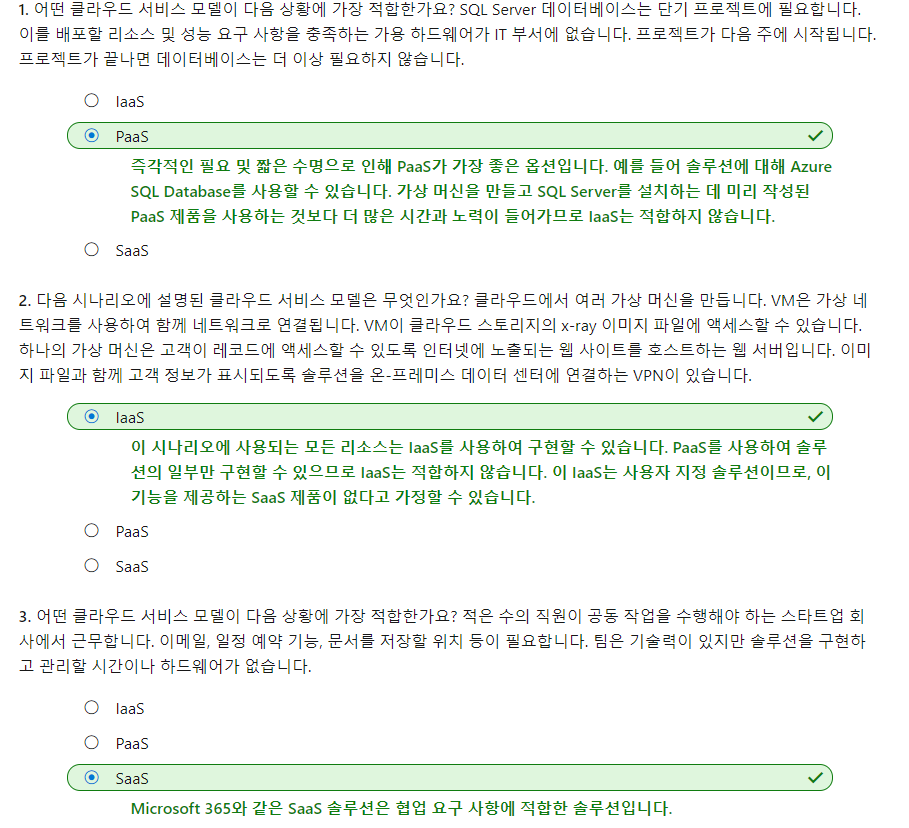 1. 어떤 클라우드 서비스 모델이 다음 상황에 가장 적합한가요? SQL Server 데이터베이스는 단기 프로젝트에 필요합니다.
이를 배포할 리소스 및 성능 요구 사항을 충족하는 가용 하드웨어가 IT 부서에 없습니다. 프로젝트가 다음 주에 시작됩니다.
프로젝트가 끝나면 데이터베이스는 더 이상 필요하지 않습니다.
IaaS
PaaS
즉각적인 필요 및 짧은 수명으로 인해 PaaS가 가장 좋은 옵션입니다. 예를 들어 솔루션에 대해 Azure
SQL Database를 사용할 수 있습니다. 가상 머신을 만들고 SQL Server를 설치하는 데 미리 작성된
PaaS 제품을 사용하는 것보다 더 많은 시간과 노력이 들어가므로 IaaS는 적합하지 않습니다.
SaaS
2. 다음 시나리오에 설명된 클라우드 서비스 모델은 무엇인가요? 클라우드에서 여러 가상 머신을 만듭니다. VM은 가상 네
트워크를 사용하여 함께 네트워크로 연결됩니다. VM이 클라우드 스토리지의 x-ray 이미지 파일에 액세스할 수 있습니다.
하나의 가상 머신은 고객이 레코드에 액세스할 수 있도록 인터넷에 노출되는 웹 사이트를 호스트하는 웹 서버입니다. 이미
지 파일과 함께 고객 정보가 표시되도록 솔루션을 온-프레미스 데이터 센터에 연결하는 VPN이 있습니다.
IaaS
이 시나리오에 사용되는 모든 리소스는 IaaS를 사용하여 구현할 수 있습니다. PaaS를 사용하여 솔루
션의 일부만 구현할 수 있으므로 IaaS는 적합하지 않습니다. 이 IaaS는 사용자 지정 솔루션이므로, 이
기능을 제공하는 SaaS 제품이 없다고 가정할 수 있습니다.
PaaS
SaaS
3. 어떤 클라우드 서비스 모델이 다음 상황에 가장 적합한가요? 적은 수의 직원이 공동 작업을 수행해야 하는 스타트업 회
사에서 근무합니다. 이메일, 일정 예약 기능, 문서를 저장할 위치 등이 필요합니다. 팀은 기술력이 있지만 솔루션을 구현하
고 관리할 시간이나 하드웨어가 없습니다.
IaaS
PaaS
SaaS
Microsoft 365와 같은 SaaS 솔루션은 협업 요구 사항에 적합한 솔루션입니다.